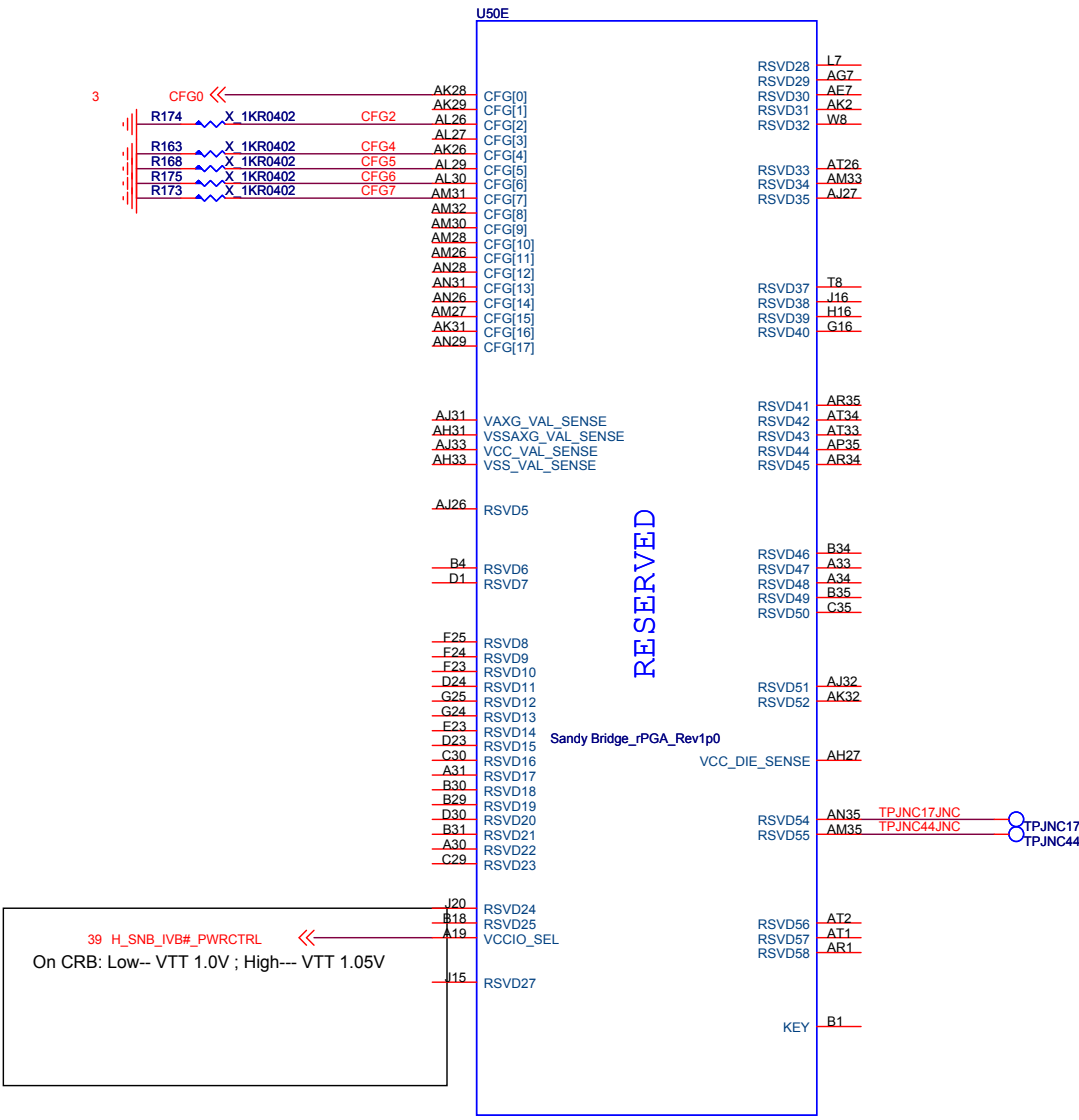 U50E
3 CFG0
R174 X_1KR0402 CFG2
R163 X_1KR0402 CFG4
R168 X_1KR0402 CFG5
R175 X_1KR0402 CFG6
R173 X_1KR0402 CFG7
AK28 CFG[0]
AK29 CFG[1]
AL26 CFG[2]
AL27 CFG[3]
AK26 CFG[4]
AL29 CFG[5]
AL30 CFG[6]
AM31 CFG[7]
AM32 CFG[8]
AM30 CFG[9]
AM28 CFG[10]
AM26 CFG[11]
AN28 CFG[12]
AN31 CFG[13]
AN26 CFG[14]
AM27 CFG[15]
AK31 CFG[16]
AN29 CFG[17]
AJ31 VAXG_VAL_SENSE
AH31 VSSAXG_VAL_SENSE
AJ33 VCC_VAL_SENSE
AH33 VSS_VAL_SENSE
AJ26 RSVD5
B4 RSVD6
D1 RSVD7
F25 RSVD8
F24 RSVD9
F23 RSVD10
D24 RSVD11
G25 RSVD12
G24 RSVD13
E23 RSVD14
D23 RSVD15
C30 RSVD16
A31 RSVD17
B30 RSVD18
B29 RSVD19
D30 RSVD20
B31 RSVD21
A30 RSVD22
C29 RSVD23
J20 RSVD24
B18 RSVD25
39 H_SNB_IVB#_PWRCTRL A19 VCCIO_SEL
On CRB: Low-- VTT 1.0V ; High--- VTT 1.05V
J15 RSVD27
RESERVED
Sandy Bridge_rPGA_Rev1p0
RSVD28 L7
RSVD29 AG7
RSVD30 AE7
RSVD31 AK2
RSVD32 W8
RSVD33 AT26
RSVD34 AM33
RSVD35 AJ27
RSVD37 T8
RSVD38 J16
RSVD39 H16
RSVD40 G16
RSVD41 AR35
RSVD42 AT34
RSVD43 AT33
RSVD44 AP35
RSVD45 AR34
RSVD46 B34
RSVD47 A33
RSVD48 A34
RSVD49 B35
RSVD50 C35
RSVD51 AJ32
RSVD52 AK32
VCC_DIE_SENSE AH27
RSVD54 AN35 TPJNC17JNC TPJNC17
RSVD55 AM35 TPJNC44JNC TPJNC44
RSVD56 AT2
RSVD57 AT1
RSVD58 AR1
KEY B1